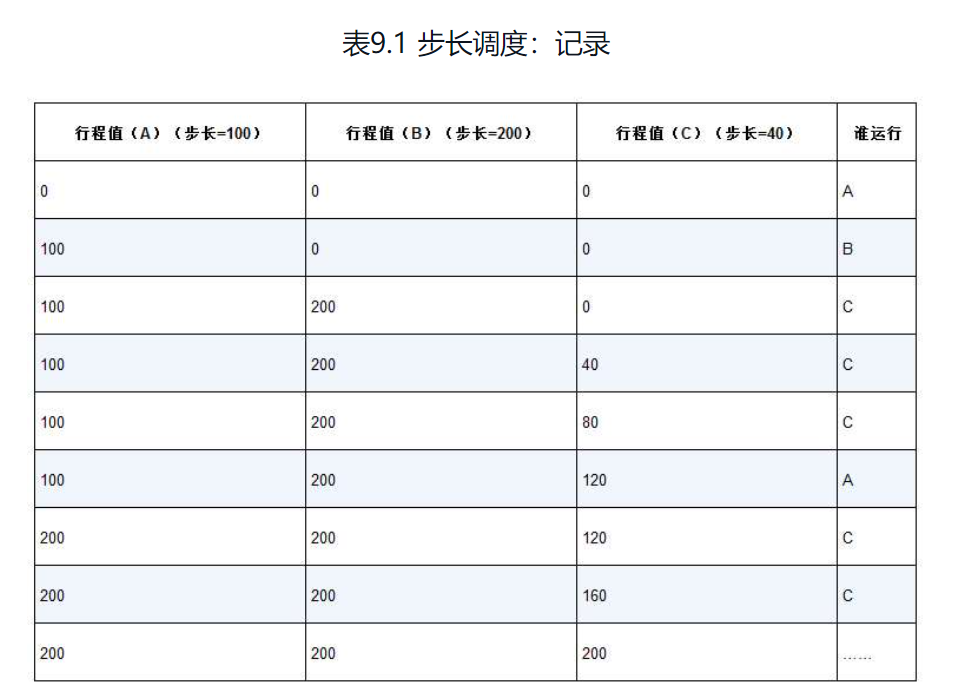 表9.1 步长调度：记录
行程值（A）（步长=100） 行程值（B）（步长=200） 行程值（C）（步长=40） 谁运行
0 0 0 A
100 0 0 B
100 200 0 C
100 200 40 C
100 200 80 C
100 200 120 A
200 200 120 C
200 200 160 C
200 200 200 ……